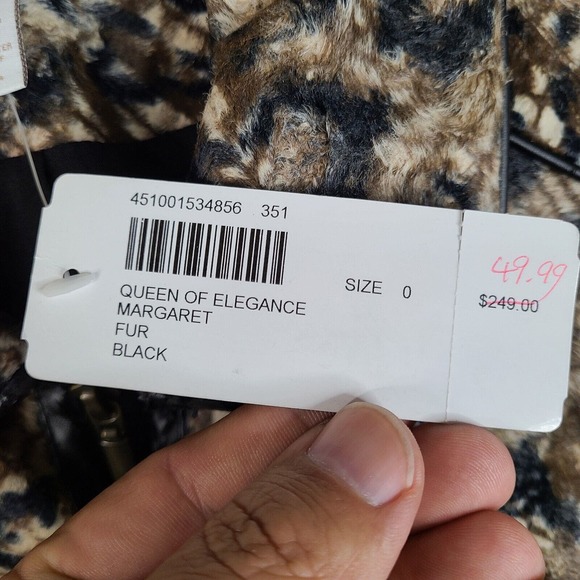 451001534856 351
QUEEN OF ELEGANCE
MARGARET
FUR
BLACK
SIZE 0
49.99
$249.00